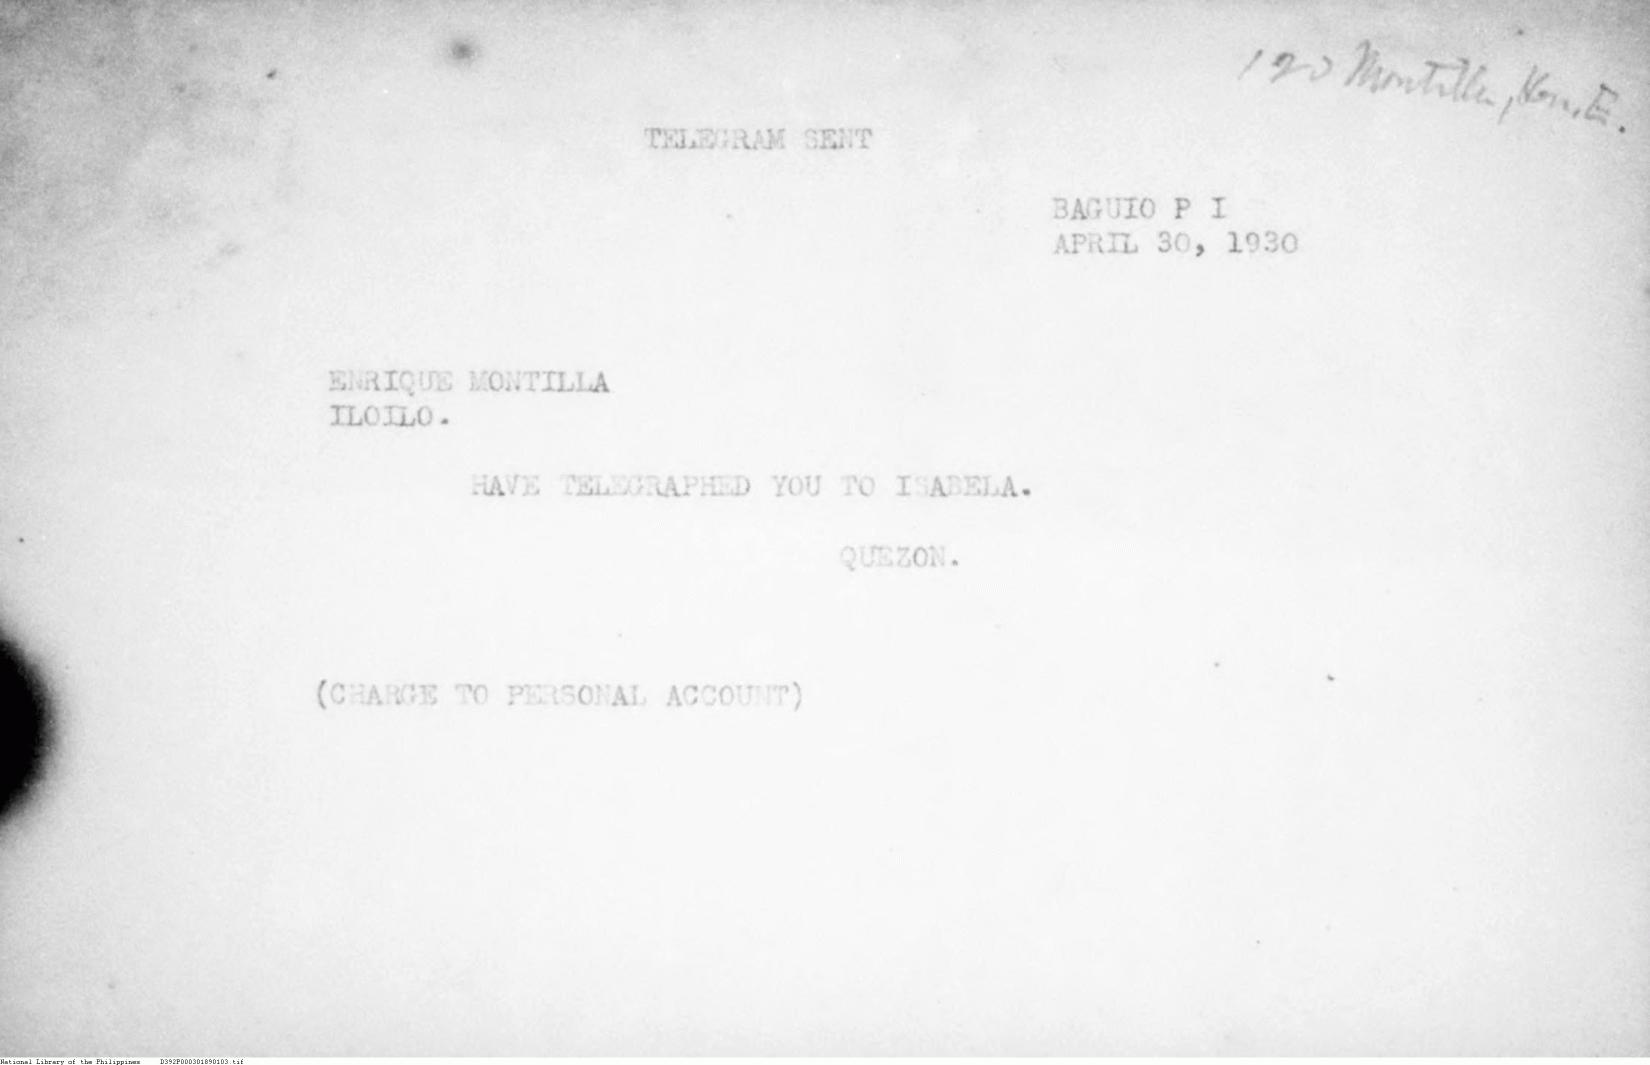 120 Montilla, Hon. E.
TELEGRAM SENT
BAGUIO P I
APRIL 30, 1930
ENRIQUE MONTILLA
ILOILO.
HAVE TELEGRAPHED YOU TO ISABELA.
QUEZON.
(CHARGE TO PERSONAL ACCOUNT)
National Library of the Philippines D392P000301890103.tif